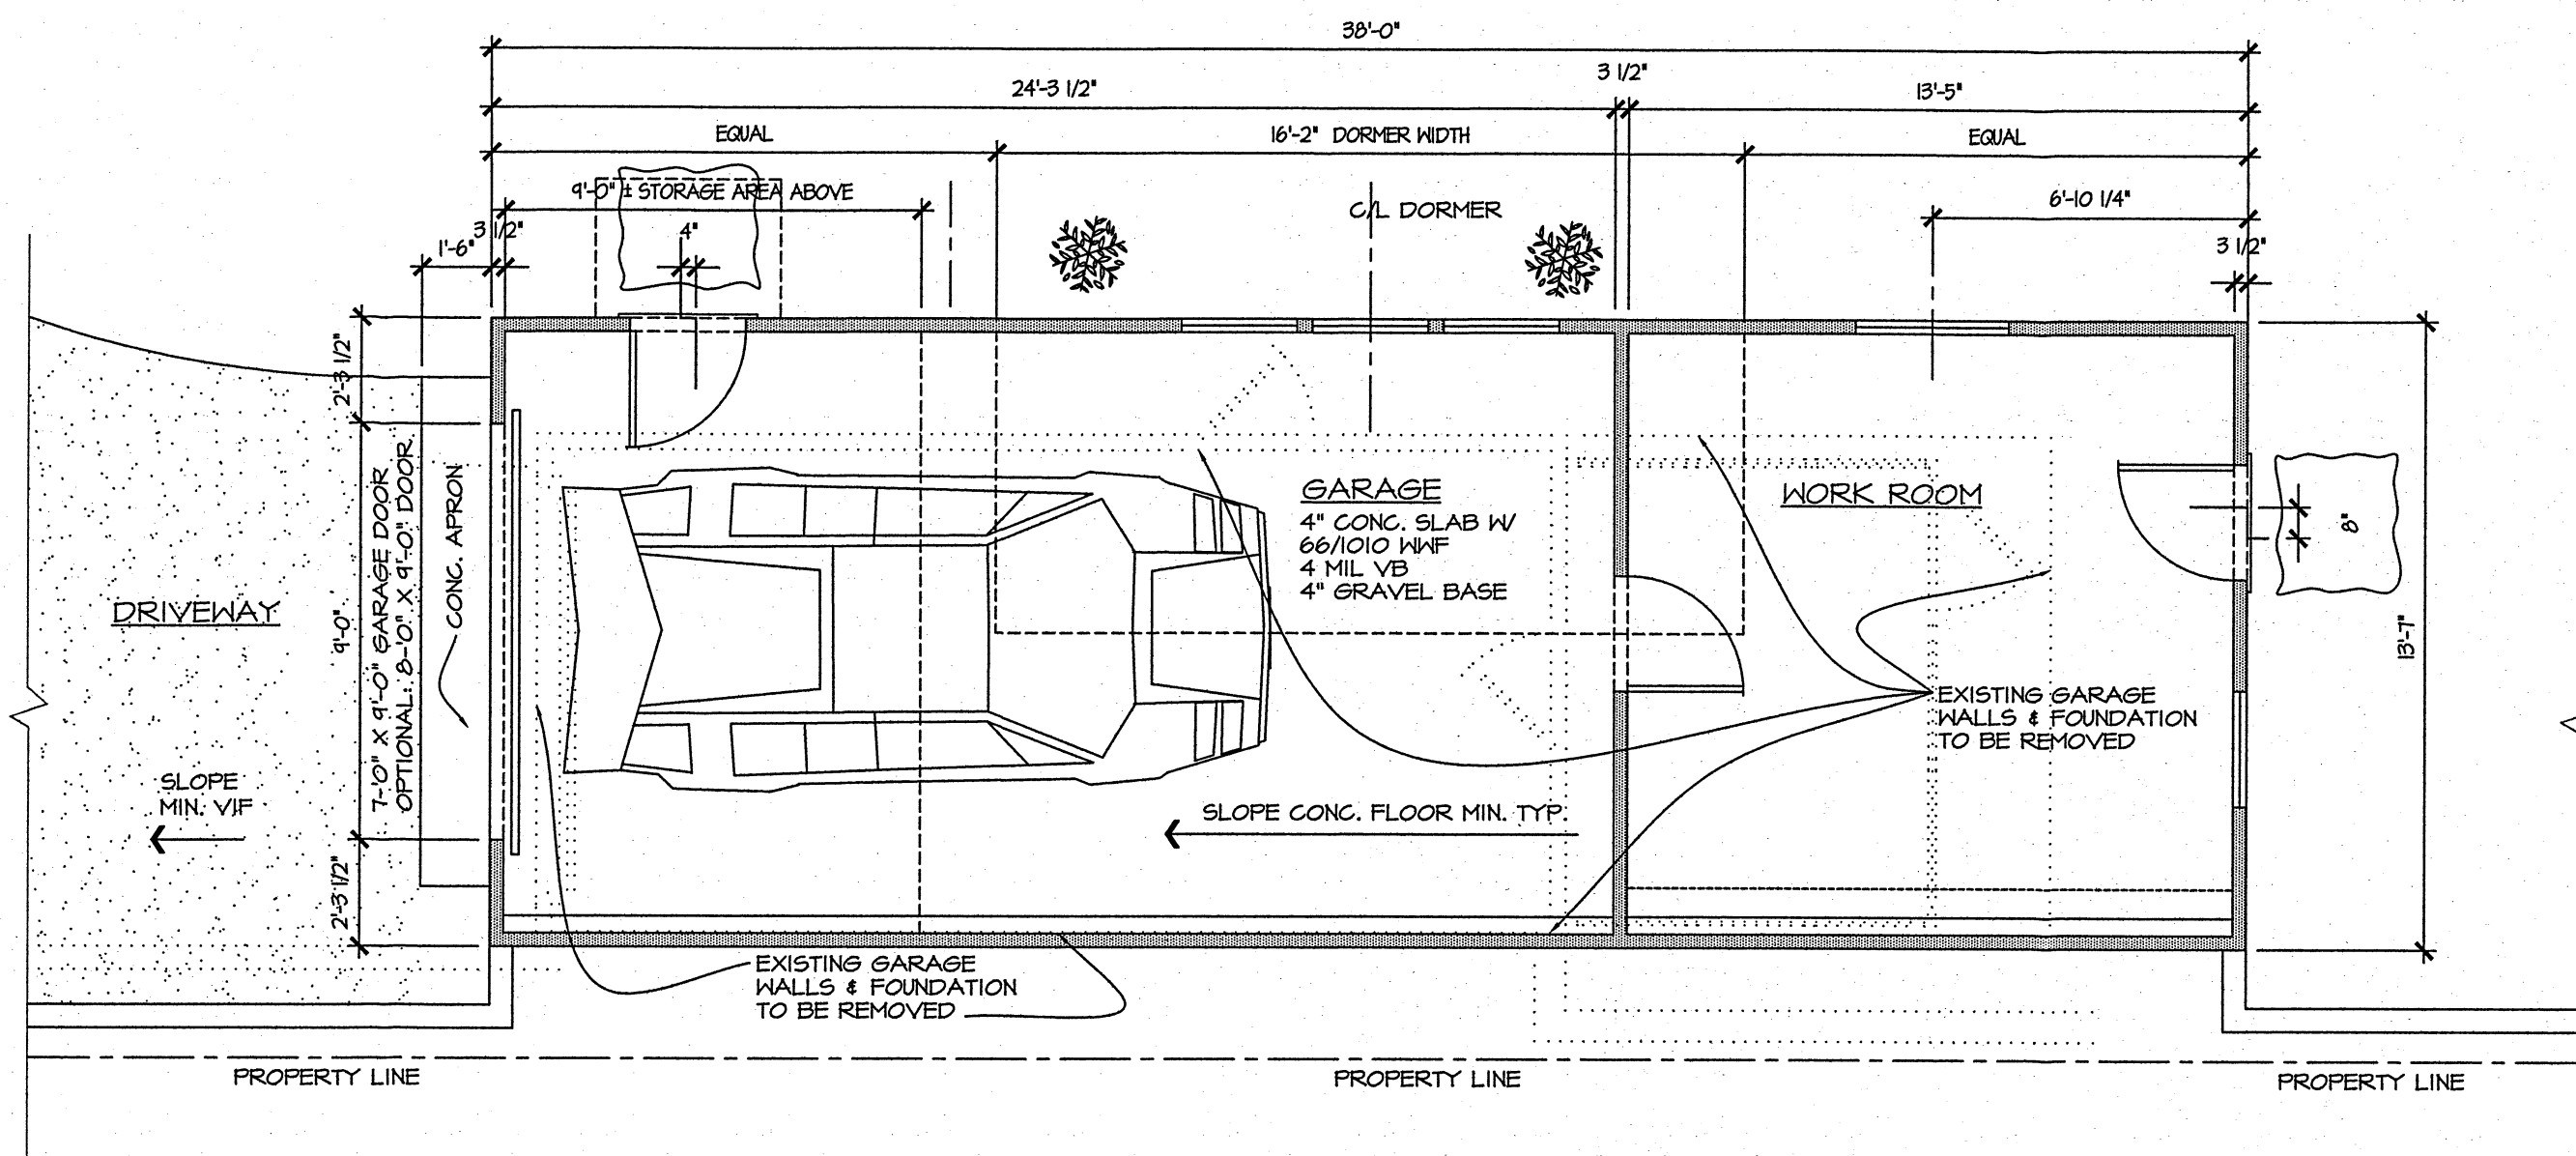 38'-0"
24'-3 1/2"
3 1/2"
13'-5"
EQUAL
16'-2" DORMER WIDTH
EQUAL
9'-0" ± STORAGE AREA ABOVE
6'-10 1/4"
C/L DORMER
1'-6"
3 1/2"
4"
3 1/2"
2'-3 1/2"
9'-0"
2'-3 1/2"
7'-0" X 9'-0" GARAGE DOOR
OPTIONAL: 8'-0" X 9'-0" DOOR
CONC. APRON
DRIVEWAY
SLOPE
MIN. VIF
GARAGE
4" CONC. SLAB W/
66/1010 WWF
4 MIL VB
4" GRAVEL BASE
WORK ROOM
8"
13'-7"
EXISTING GARAGE
WALLS & FOUNDATION
TO BE REMOVED
SLOPE CONC. FLOOR MIN. TYP.
EXISTING GARAGE
WALLS & FOUNDATION
TO BE REMOVED
PROPERTY LINE
PROPERTY LINE
PROPERTY LINE